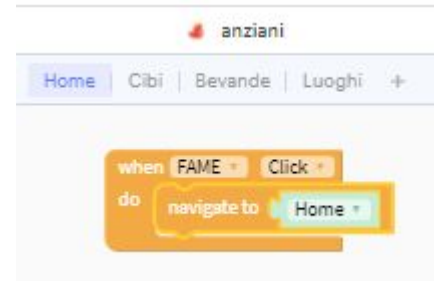 anziani
Home | Cibi | Bevande | Luoghi +
when FAME Click
do navigate to Home